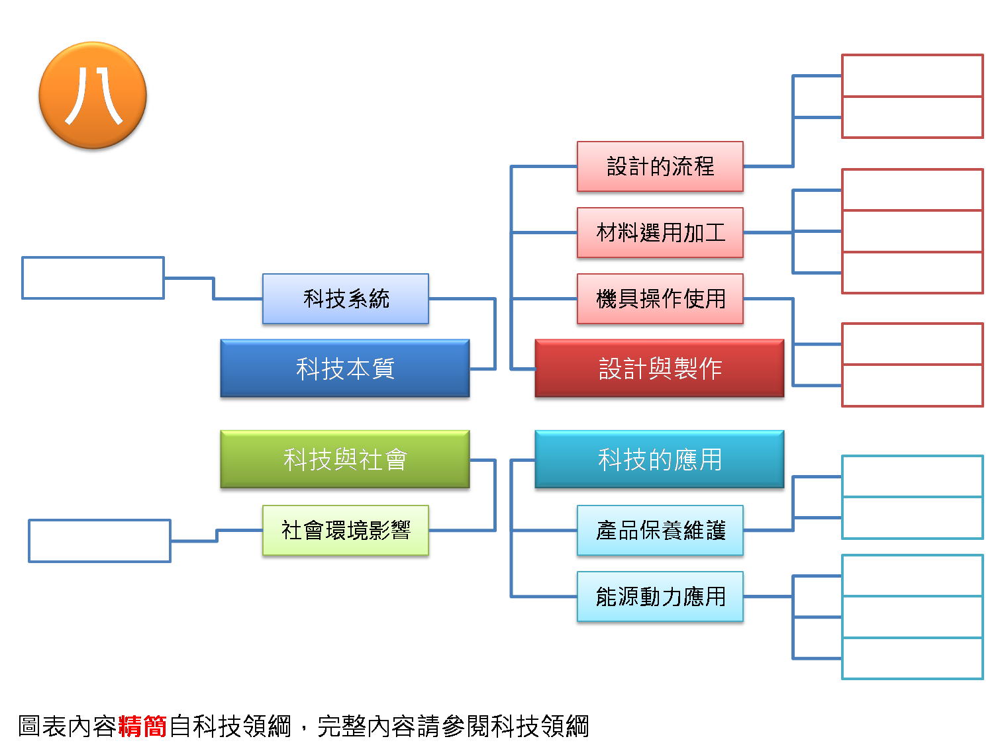 八
設計的流程
材料選用加工
科技系統
機具操作使用
科技本質
設計與製作
科技與社會
科技的應用
社會環境影響
產品保養維護
能源動力應用
圖表內容精簡自科技領綱，完整內容請參閱科技領綱